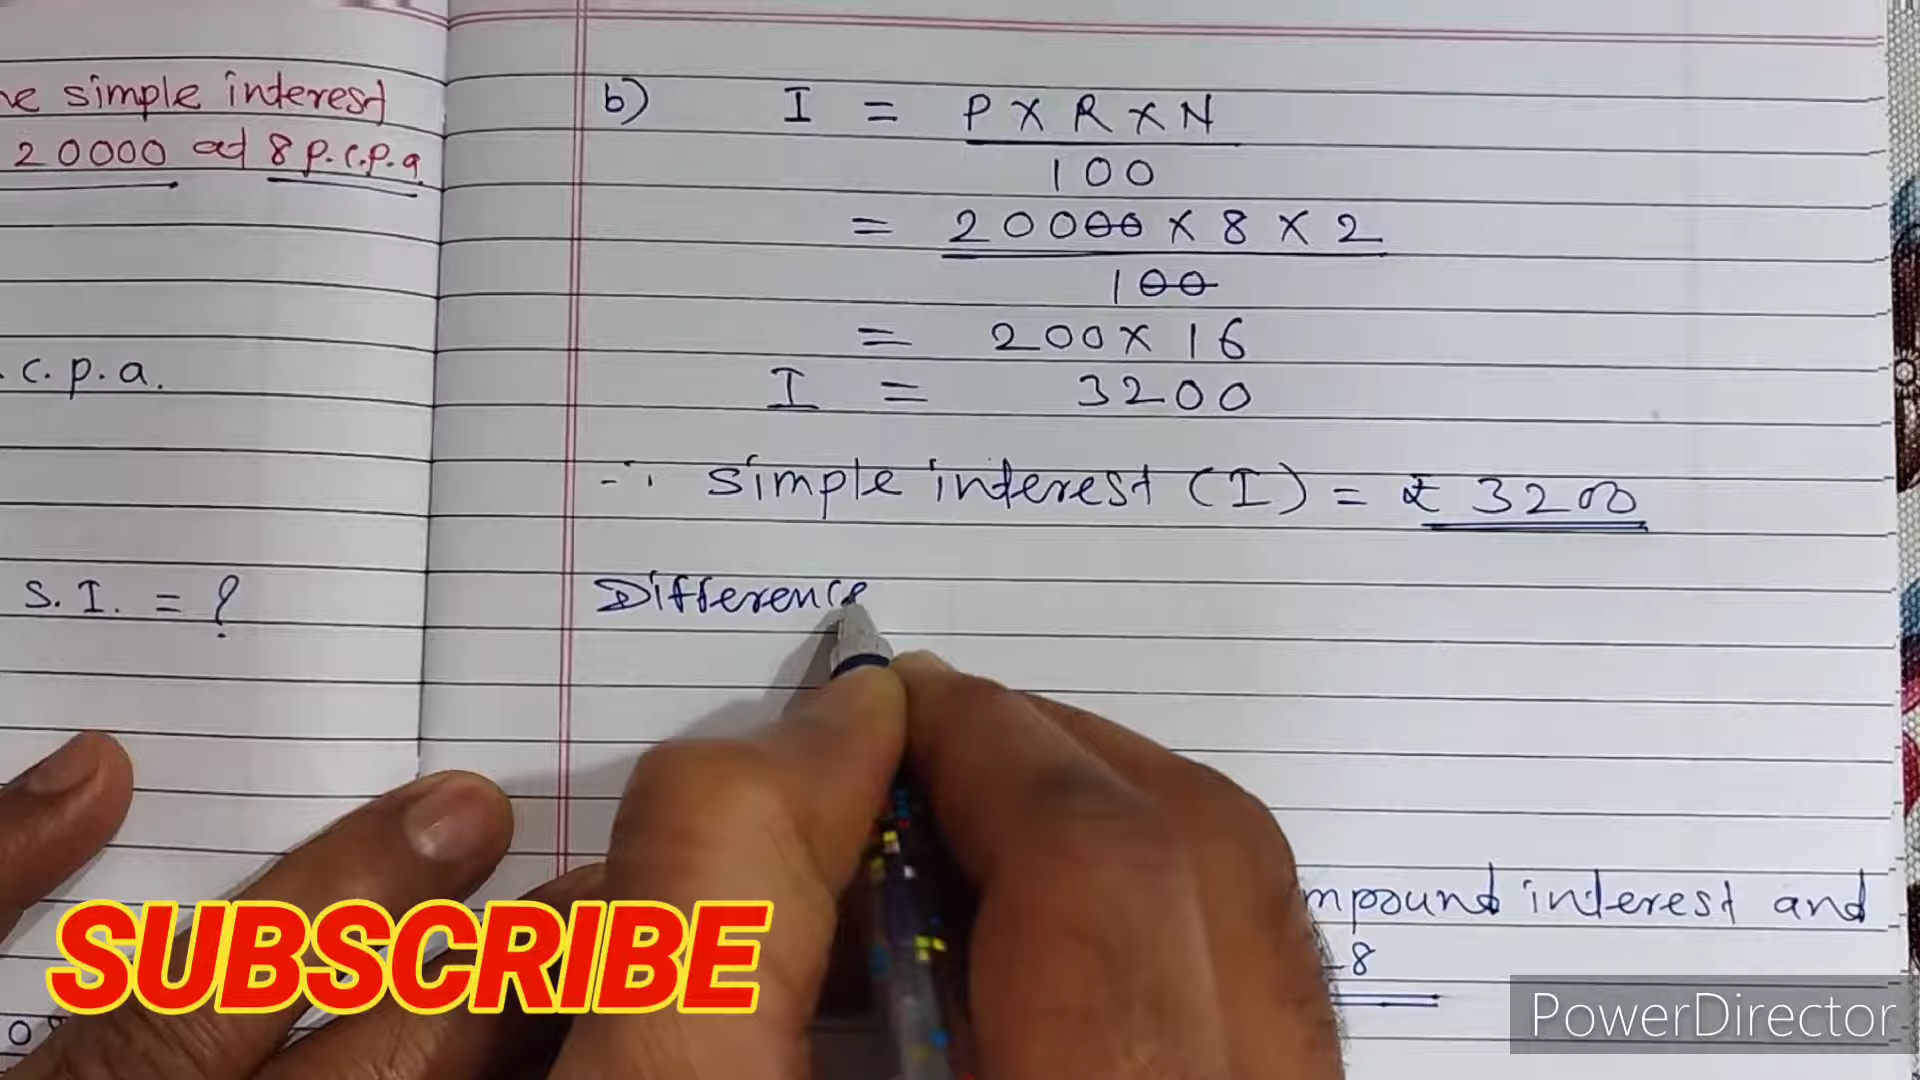 simple interest
20000 at 8 p.c.p.a.
. c. p. a.
S. I. = ?
b) I = P X R X N
100
= 20000 X 8 X 2
100
= 200 X 16
I = 3200
∴ simple interest (I) = ₹ 3200
Difference
interest and
8
SUBSCRIBE
PowerDirector